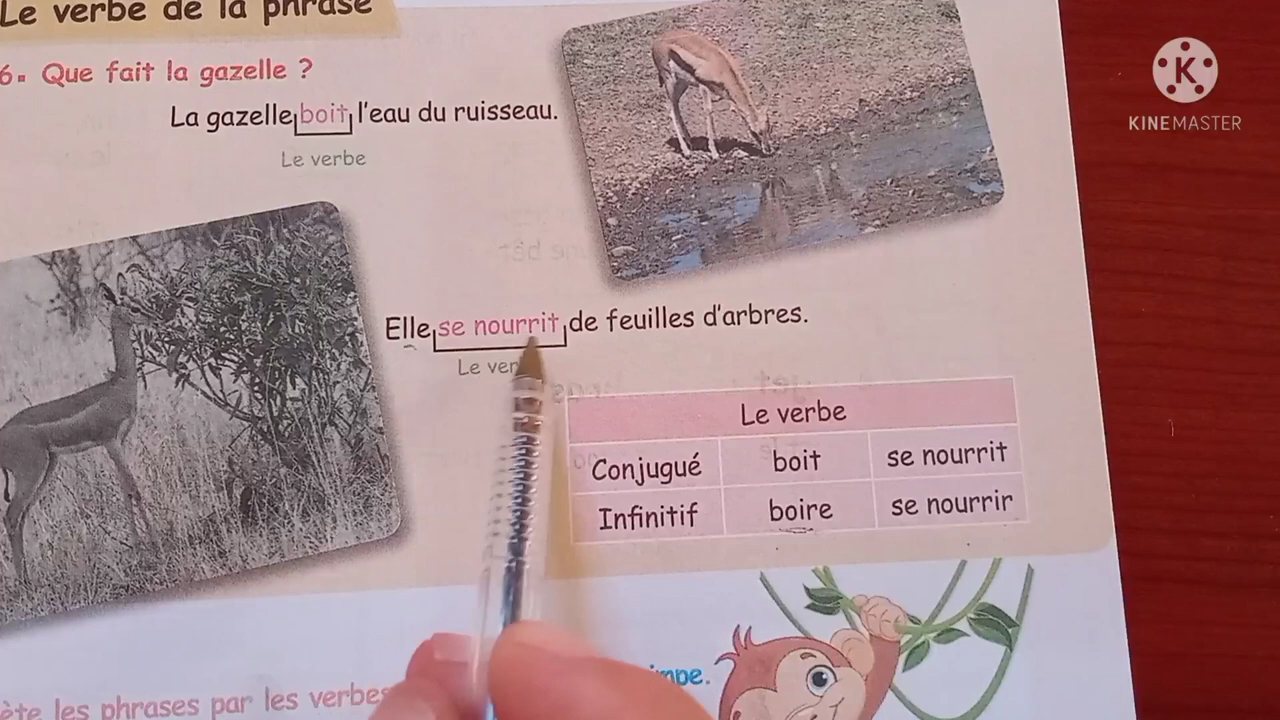 Le verbe de la phrase
6. Que fait la gazelle ?
La gazelle boit l'eau du ruisseau.
Le verbe
Elle se nourrit de feuilles d'arbres.
Le
Le verbe
Conjugué boit se nourrit
Infinitif boire se nourrir
les phrases par les verbes
K
KINEMASTER